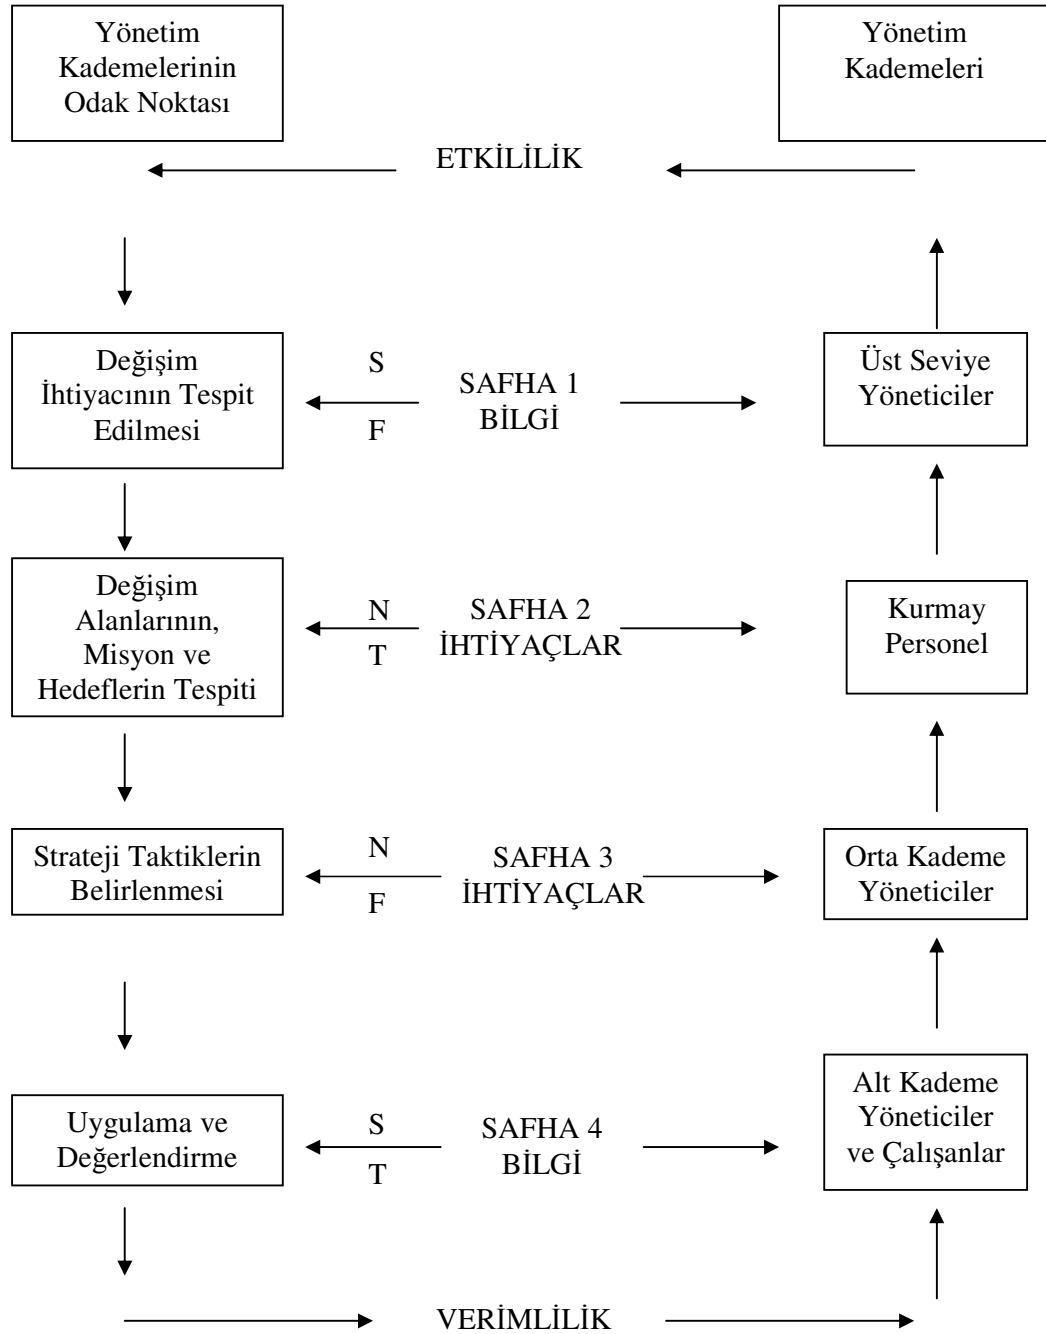 Yönetim
Kademelerinin
Odak Noktası
Yönetim
Kademeleri
ETKİLİLİK
Değişim
İhtiyacının Tespit
Edilmesi
S
F
SAFHA 1
BİLGİ
Üst Seviye
Yöneticiler
Değişim
Alanlarının,
Misyon ve
Hedeflerin Tespiti
N
T
SAFHA 2
İHTİYAÇLAR
Kurmay
Personel
Strateji Taktiklerin
Belirlenmesi
N
F
SAFHA 3
İHTİYAÇLAR
Orta Kademe
Yöneticiler
Uygulama ve
Değerlendirme
S
T
SAFHA 4
BİLGİ
Alt Kademe
Yöneticiler
ve Çalışanlar
VERİMLİLİK